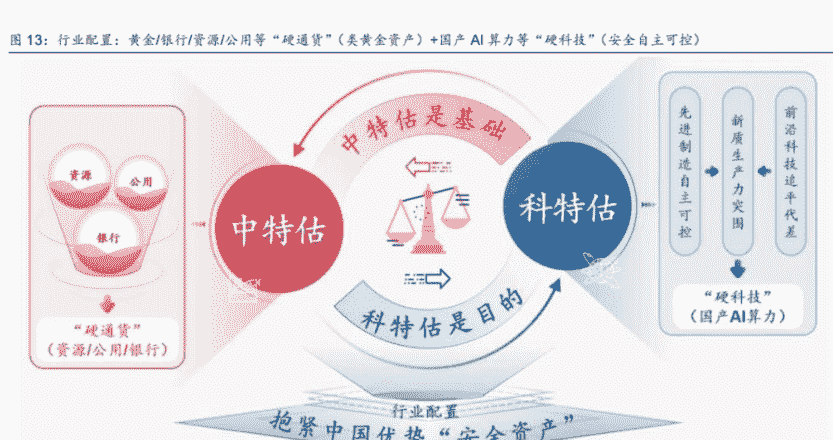 图 13：行业配置：黄金/银行/资源/公用等“硬通货”（类黄金资产）+国产 AI 算力等“硬科技”（安全自主可控）
中特估是基础
资源
公用
银行
“硬通货”
（资源/公用/银行）
中特估
科特估
科特估是目的
先进制造自主可控
新质生产力突围
前沿科技追平代差
“硬科技”
（国产AI算力）
行业配置
抱紧中国优势“安全资产”